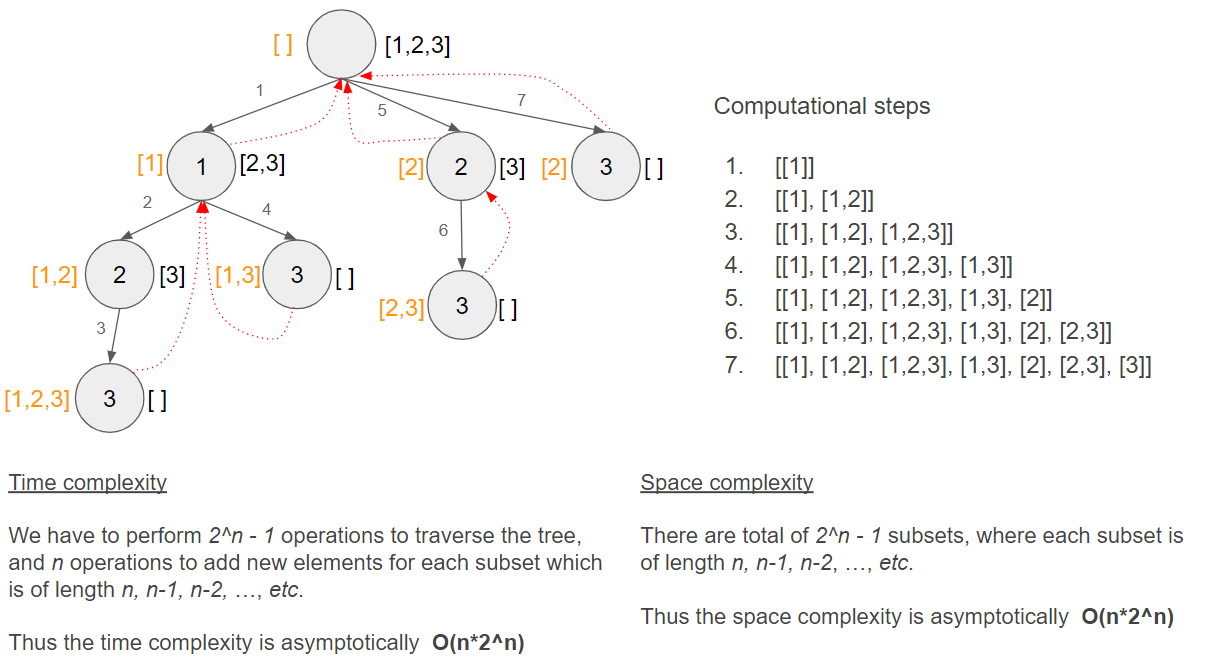 [ ] [1,2,3]
1 5 7
[1] 1 [2,3] [2] 2 [3] [2] 3 [ ]
2 4 6
[1,2] 2 [3] [1,3] 3 [ ]
[2,3] 3 [ ]
3
[1,2,3] 3 [ ]
Computational steps
1. [[1]]
2. [[1], [1,2]]
3. [[1], [1,2], [1,2,3]]
4. [[1], [1,2], [1,2,3], [1,3]]
5. [[1], [1,2], [1,2,3], [1,3], [2]]
6. [[1], [1,2], [1,2,3], [1,3], [2], [2,3]]
7. [[1], [1,2], [1,2,3], [1,3], [2], [2,3], [3]]
Time complexity
We have to perform 2^n - 1 operations to traverse the tree,
and n operations to add new elements for each subset which
is of length n, n-1, n-2, …, etc.
Thus the time complexity is asymptotically O(n*2^n)
Space complexity
There are total of 2^n - 1 subsets, where each subset is
of length n, n-1, n-2, …, etc.
Thus the space complexity is asymptotically O(n*2^n)